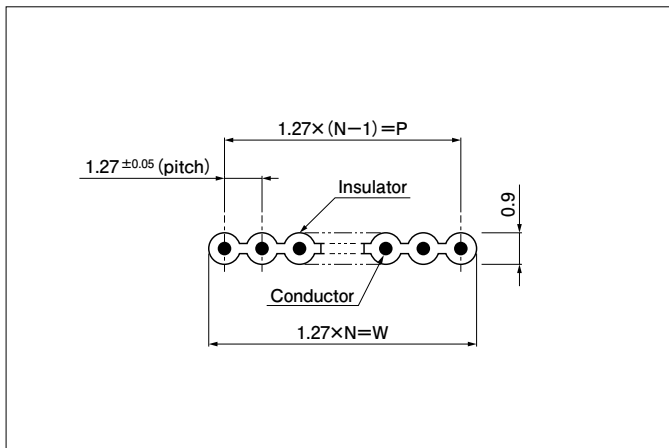 1.27×(N−1)=P
1.27±0.05 (pitch)
Insulator
0.9
Conductor
1.27×N=W